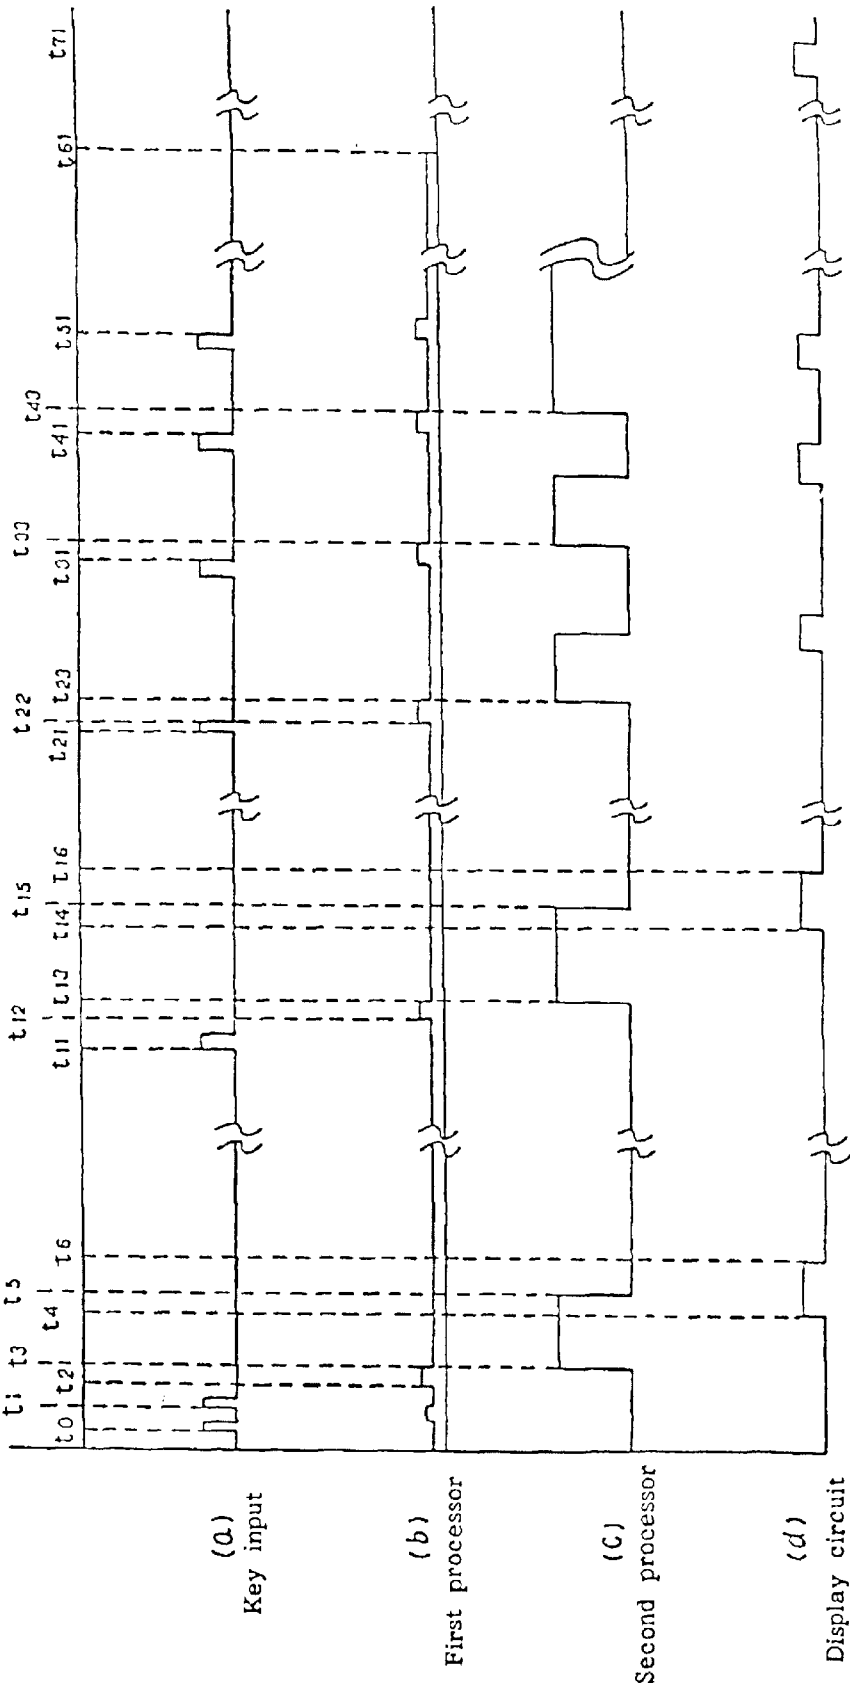 t0
t1
t2
t3
t4
t5
t6
t11
t12
t13
t14
t15
t16
t21
t22
t23
t31
t33
t41
t43
t51
t61
t71
(a)
Key input
(b)
First processor
(C)
Second processor
(d)
Display circuit